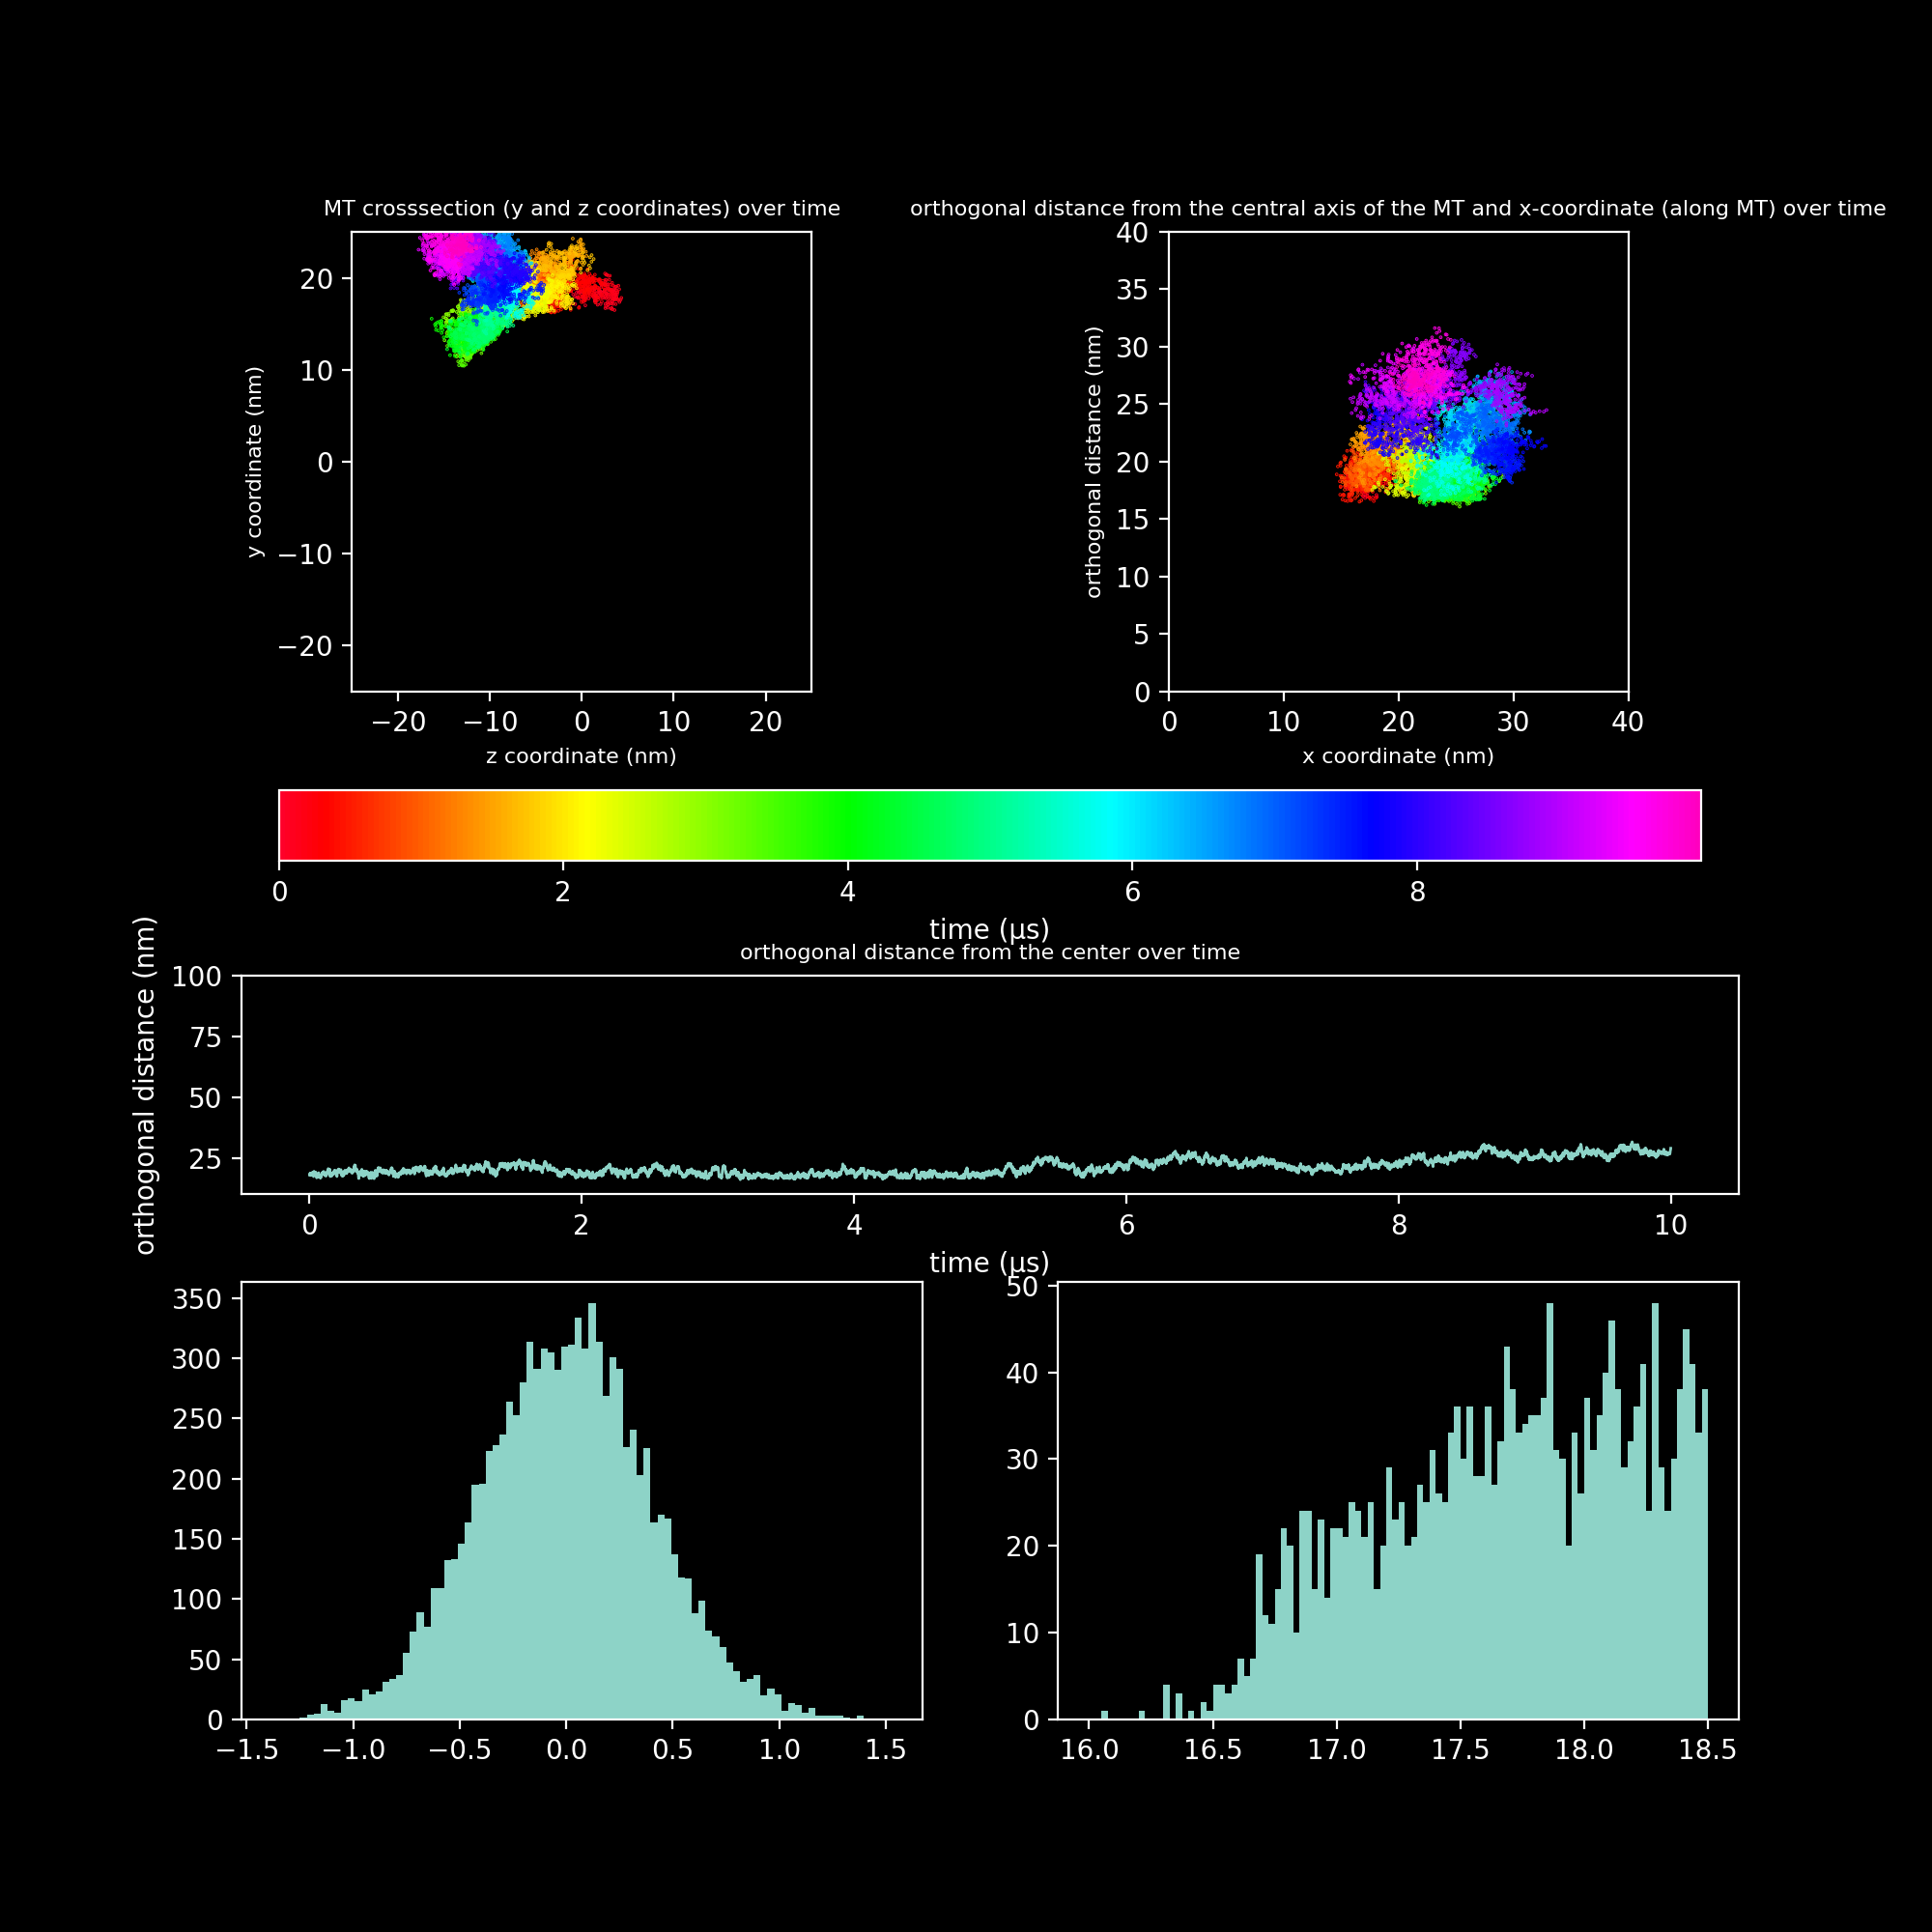 MT crosssection (y and z coordinates) over time
orthogonal distance from the central axis of the MT and x-coordinate (along MT) over time
y coordinate (nm)
20
10
0
−10
−20
−20 −10 0 10 20
z coordinate (nm)
orthogonal distance (nm)
40
35
30
25
20
15
10
5
0
0 10 20 30 40
x coordinate (nm)
0 2 4 6 8
time (µs)
orthogonal distance from the center over time
orthogonal distance (nm)
100
75
50
25
0 2 4 6 8 10
time (µs)
350
300
250
200
150
100
50
0
−1.5 −1.0 −0.5 0.0 0.5 1.0 1.5
50
40
30
20
10
0
16.0 16.5 17.0 17.5 18.0 18.5